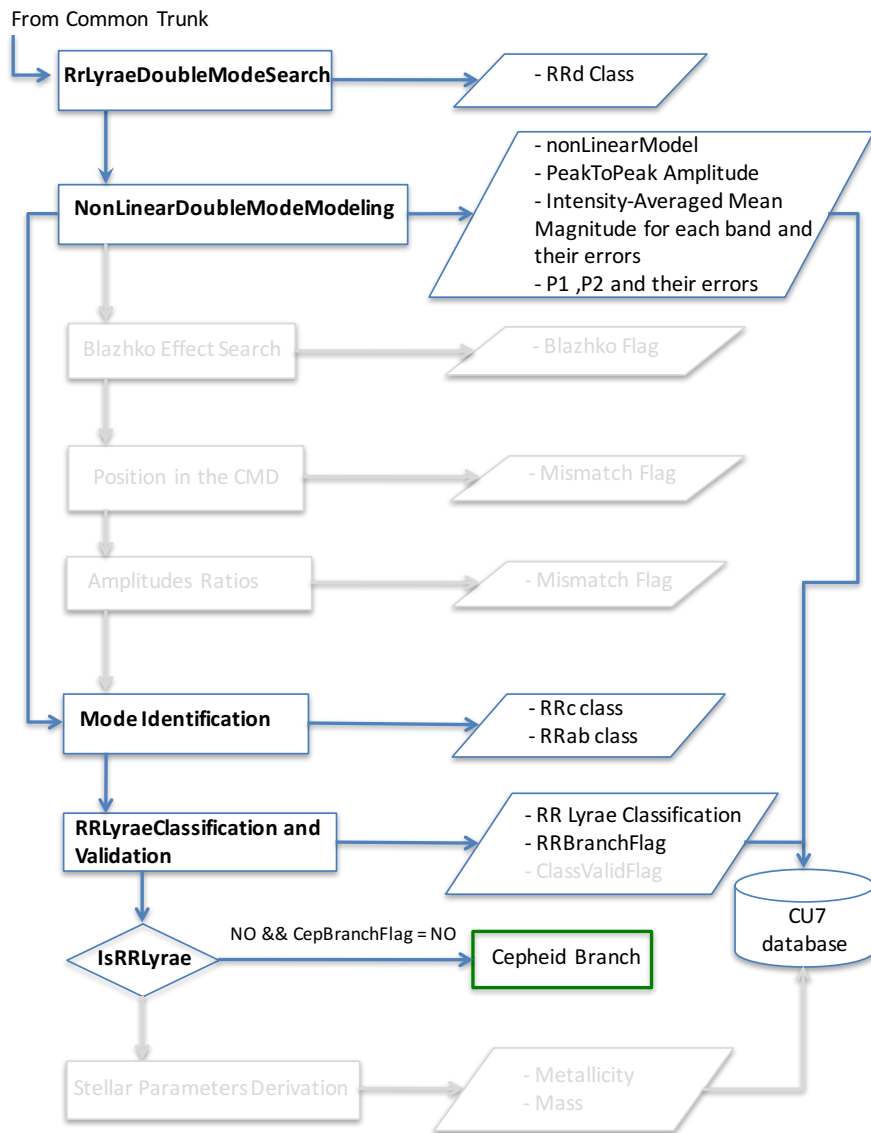 From Common Trunk
RrLyraeDoubleModeSearch
- RRd Class
NonLinearDoubleModeModeling
- nonLinearModel
- PeakToPeak Amplitude
- Intensity-Averaged Mean
Magnitude for each band and
their errors
- P1 ,P2 and their errors
Blazhko Effect Search
- Blazhko Flag
Position in the CMD
- Mismatch Flag
Amplitudes Ratios
- Mismatch Flag
Mode Identification
- RRc class
- RRab class
RRLyraeClassification and
Validation
- RR Lyrae Classification
- RRBranchFlag
- ClassValidFlag
CU7
database
IsRRLyrae
NO && CepBranchFlag = NO
Cepheid Branch
Stellar Parameters Derivation
- Metallicity
- Mass